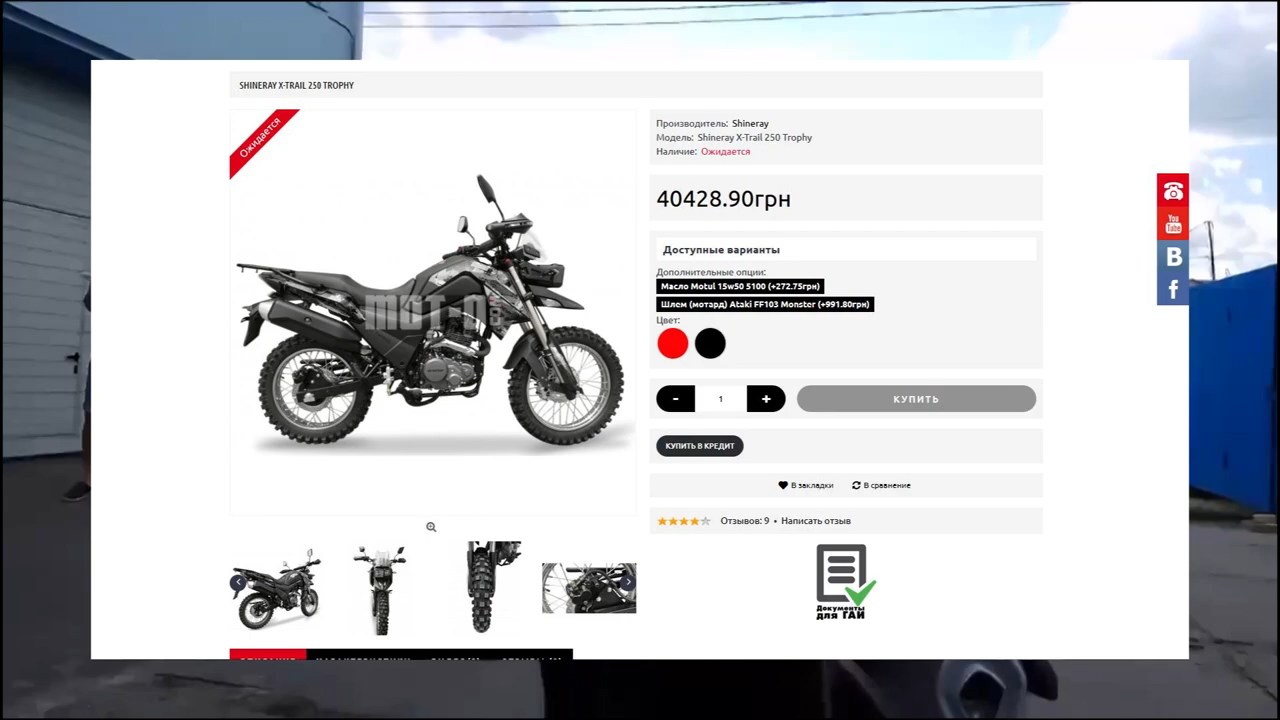 SHINERAY X-TRAIL 250 TROPHY
Ожидается
Производитель: Shineray
Модель: Shineray X-Trail 250 Trophy
Наличие: Ожидается
40428.90грн
Доступные варианты
Дополнительные опции:
Масло Motul 15w50 5100 (+272.75грн)
Шлем (мотард) Ataki FF103 Monster (+991.80грн)
Цвет:
- 1 +
КУПИТЬ
КУПИТЬ В КРЕДИТ
В закладки
В сравнение
Отзывов: 9 • Написать отзыв
Документы
для ГАИ
You
Tube
B
f